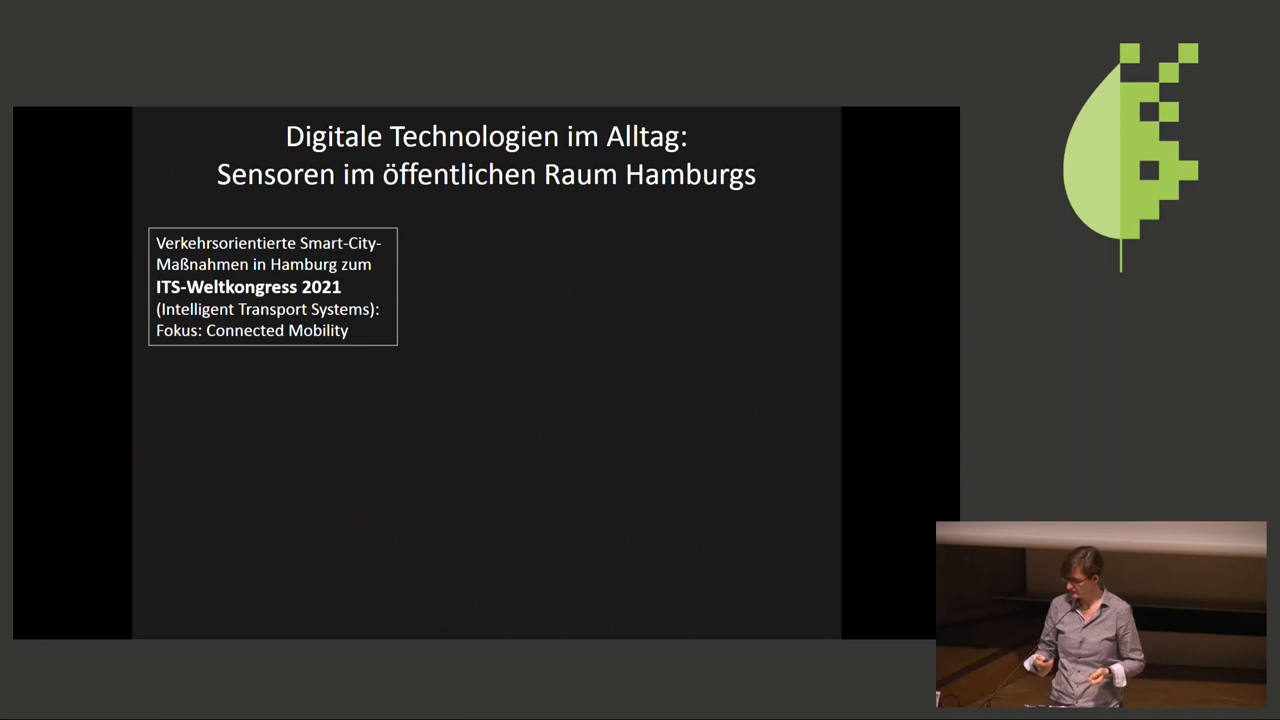 Digitale Technologien im Alltag:
Sensoren im öffentlichen Raum Hamburgs
Verkehrsorientierte Smart-City-
Maßnahmen in Hamburg zum
ITS-Weltkongress 2021
(Intelligent Transport Systems):
Fokus: Connected Mobility